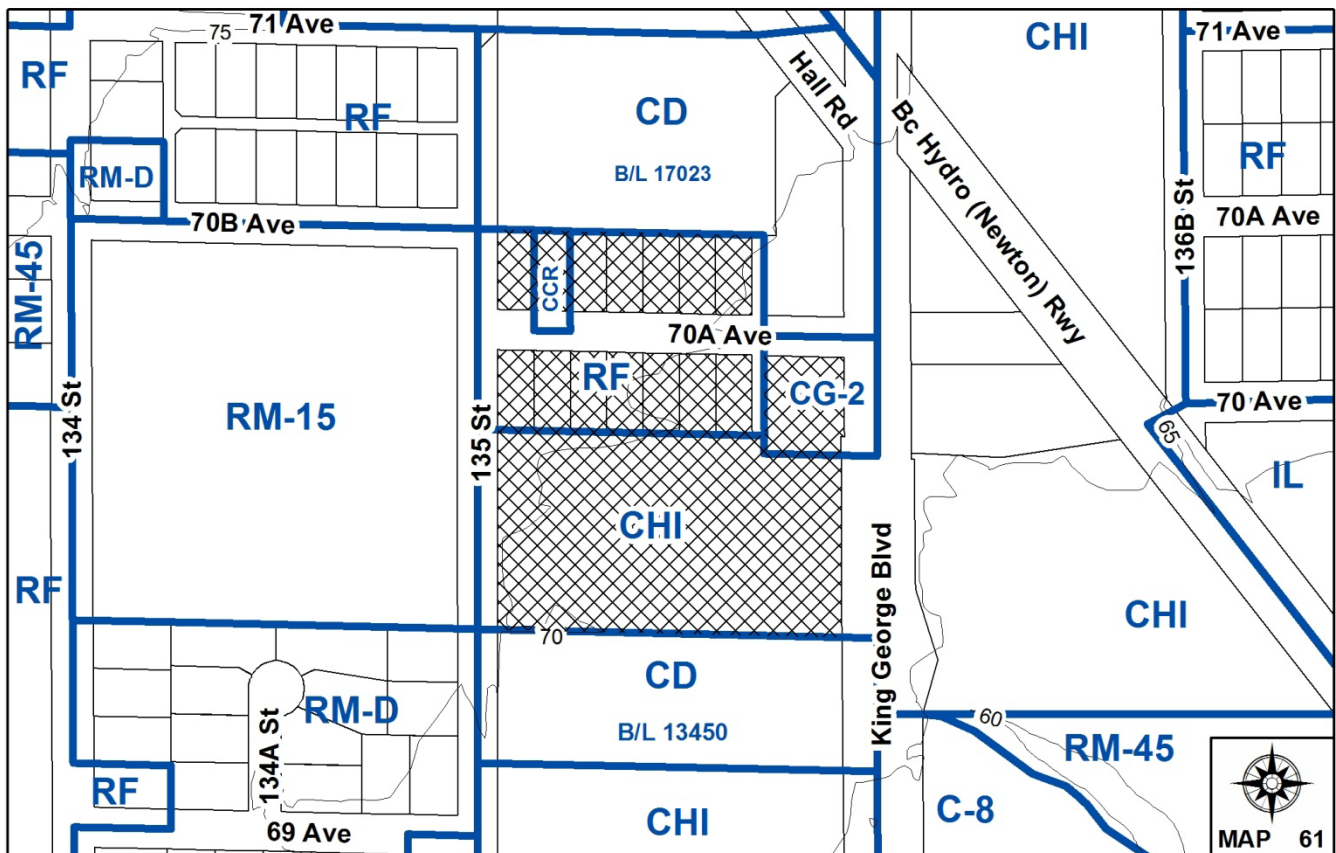 71 Ave
75
RF
RF
RM-D
70B Ave
CD
B/L 17023
Hall Rd
Bc Hydro (Newton) Rwy
CHI
71 Ave
RF
136B St
70A Ave
RM-45
134 St
RM-15
135 St
CCR
70A Ave
RF
CG-2
70 Ave
65
IL
CHI
RF
King George Blvd
CHI
70
CD
B/L 13450
RM-D
134A St
RF
69 Ave
CHI
60
RM-45
C-8
MAP 61